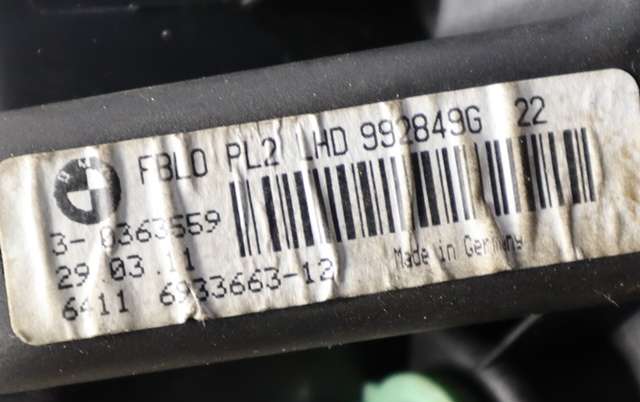 FBLO PL2 LHD 992849G 22
3- 0363559
29.03.11
6411 6933663-12
Made in Germany